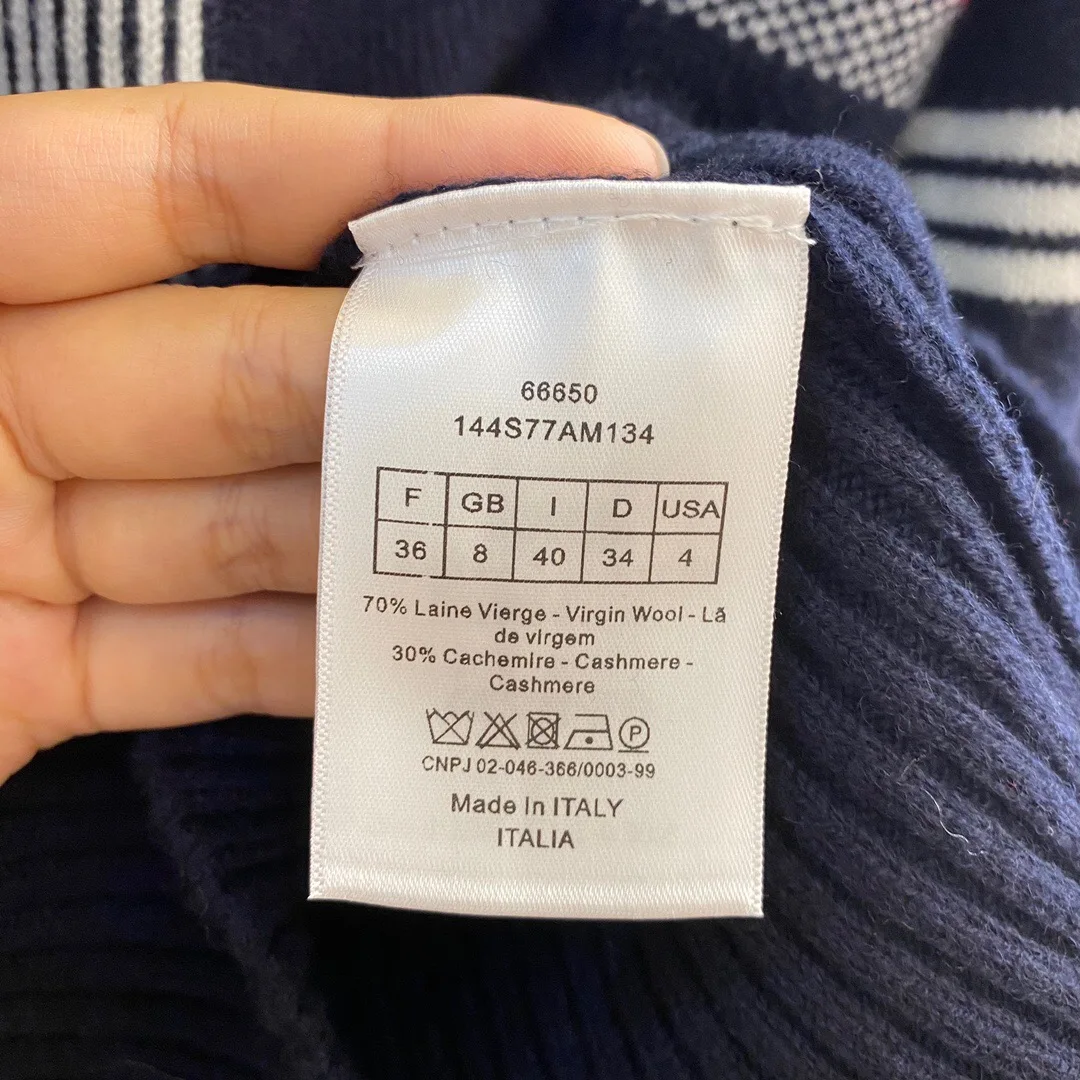 66650
144S77AM134
F GB I D USA
36 8 40 34 4
70% Laine Vierge - Virgin Wool - Lã
de virgem
30% Cachemire - Cashmere -
Cashmere
P
CNPJ 02-046-366/0003-99
Made in ITALY
ITALIA